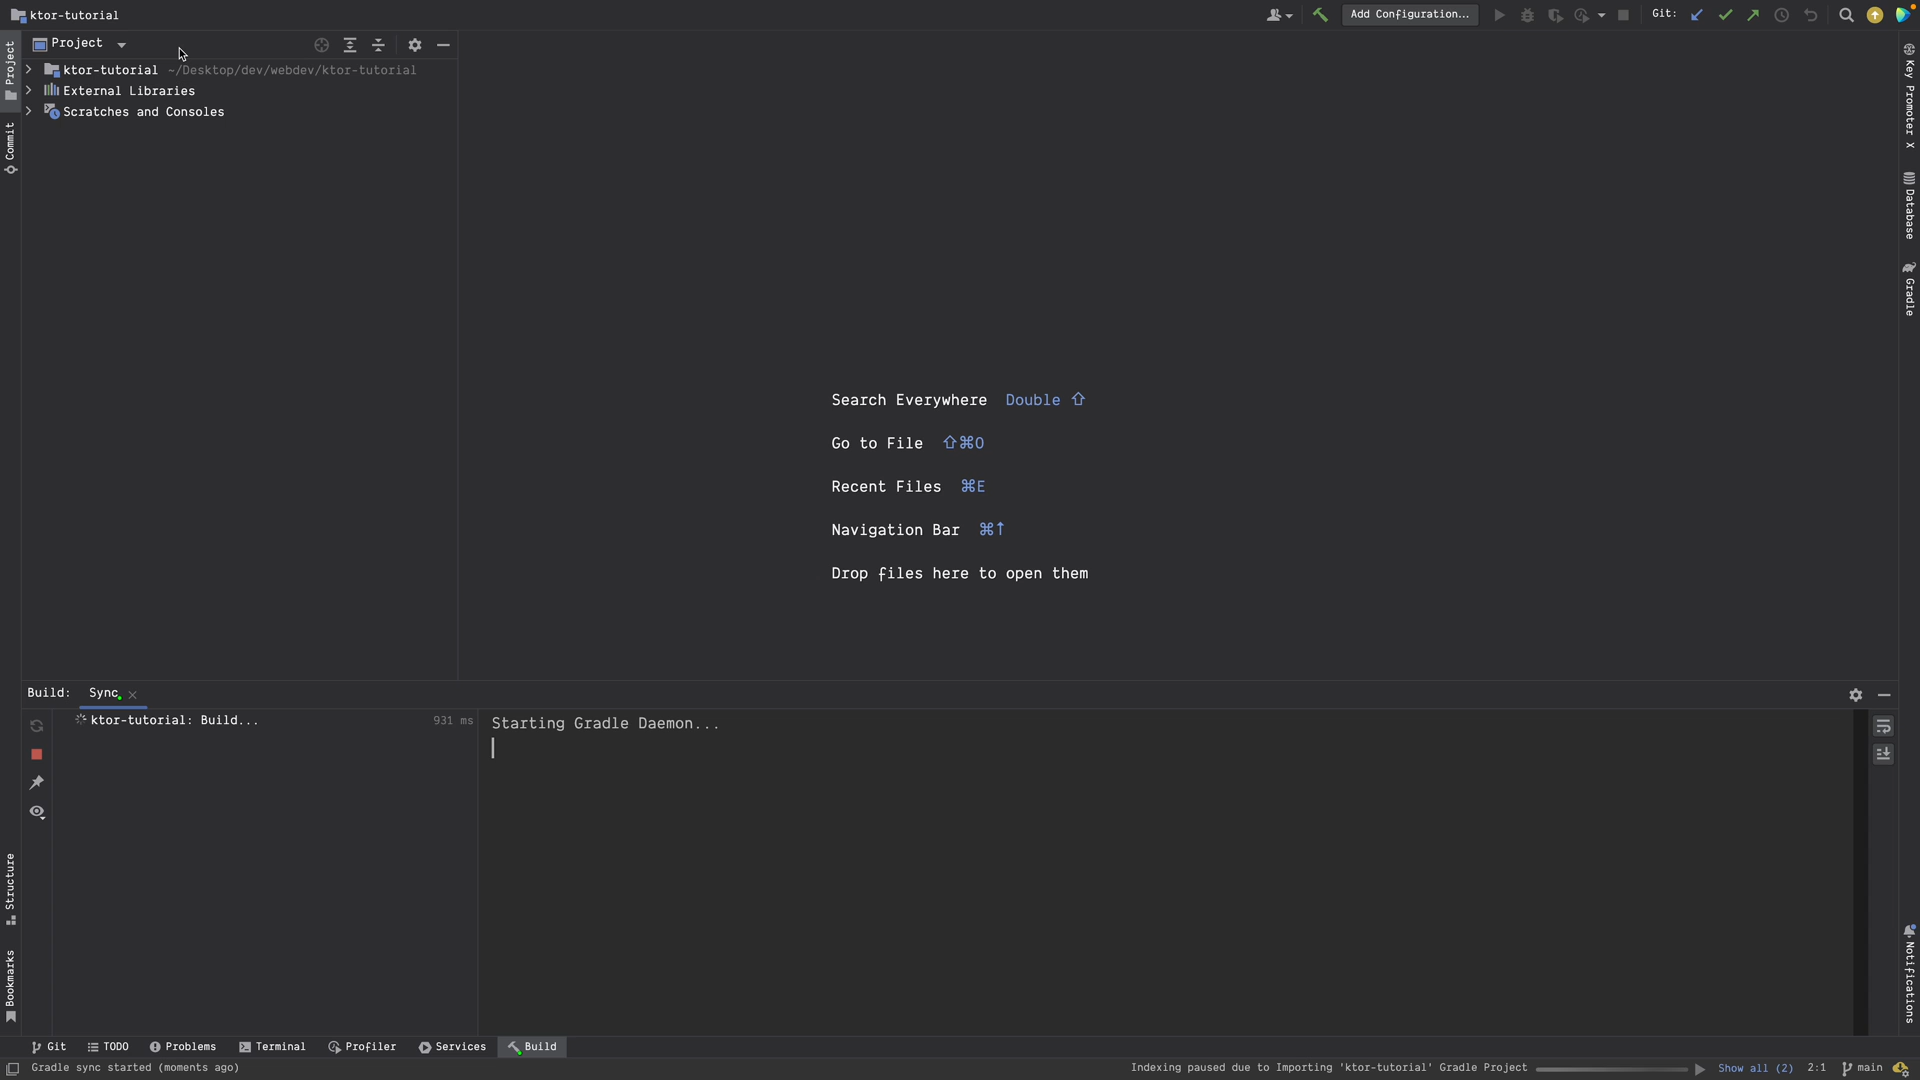 ktor-tutorial
Add Configuration...
Git:
Project
ktor-tutorial ~/Desktop/dev/webdev/ktor-tutorial
External Libraries
Scratches and Consoles
Project
Commit
Structure
Bookmarks
Key Promoter X
Database
Gradle
Notifications
Search Everywhere Double ⇧
Go to File ⇧⌘O
Recent Files ⌘E
Navigation Bar ⌘↑
Drop files here to open them
Build: Sync
ktor-tutorial: Build... 931 ms
Starting Gradle Daemon...
Git TODO Problems Terminal Profiler Services Build
Gradle sync started (moments ago)
Indexing paused due to Importing 'ktor-tutorial' Gradle Project Show all (2) 2:1 main